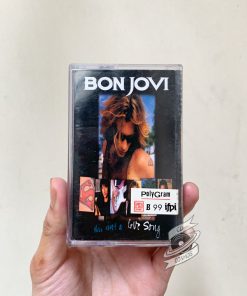 BON JOVI
PolyGram
B 99 ifpi
this ain't a Love Song